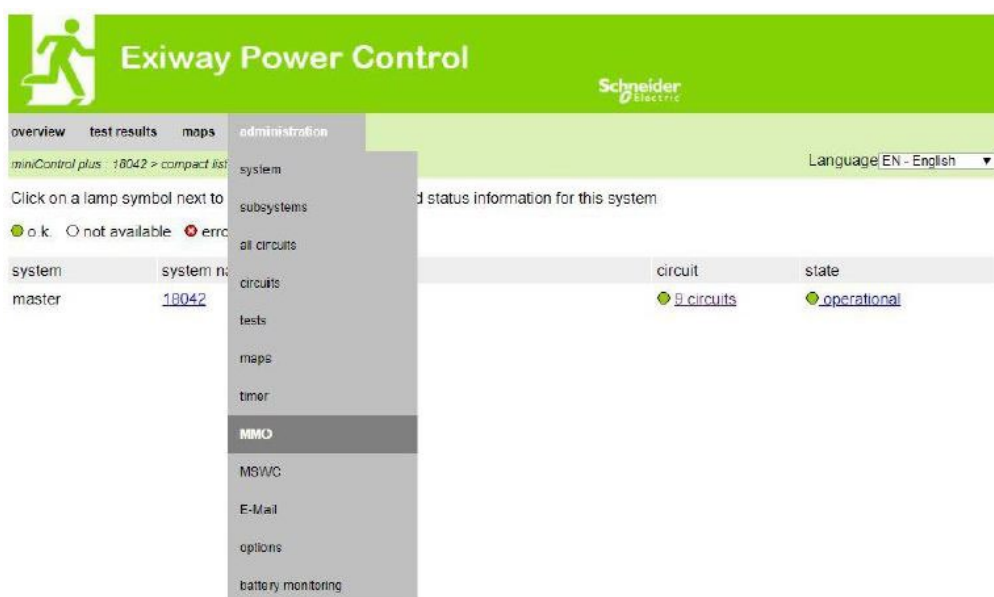 Exiway Power Control
Schneider
Electric
overview test results maps administration
miniControl plus : 18042 > compact list
Language EN - English
system
Click on a lamp symbol next to d status information for this system
subsystems
o.k. not available erro
all circuits
system system na circuit state
circuits
master 18042 9 circuits operational
tests
maps
timer
MMO
MSWC
E-Mail
options
battery monitoring